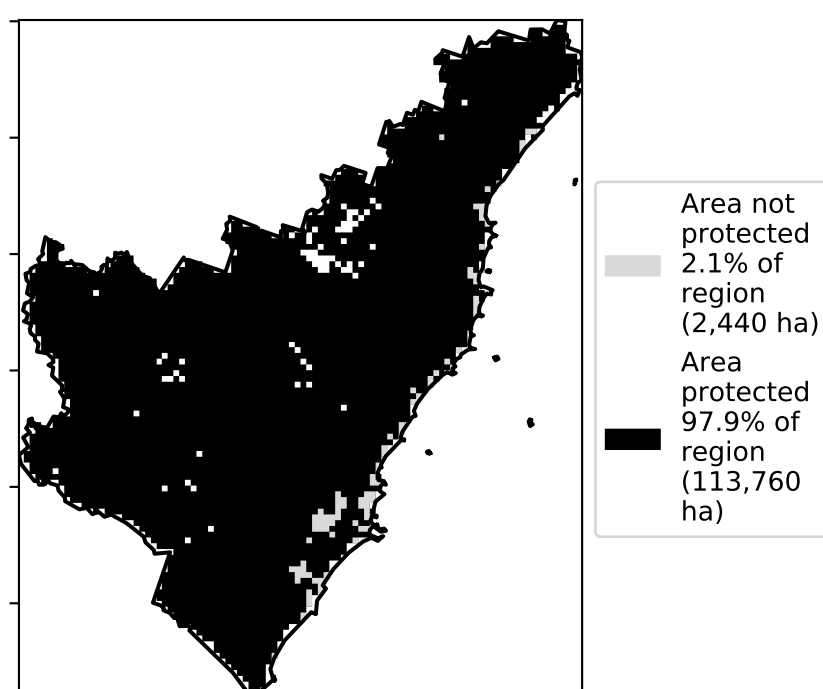 Area not
protected
2.1% of
region
(2,440 ha)
Area
protected
97.9% of
region
(113,760
ha)